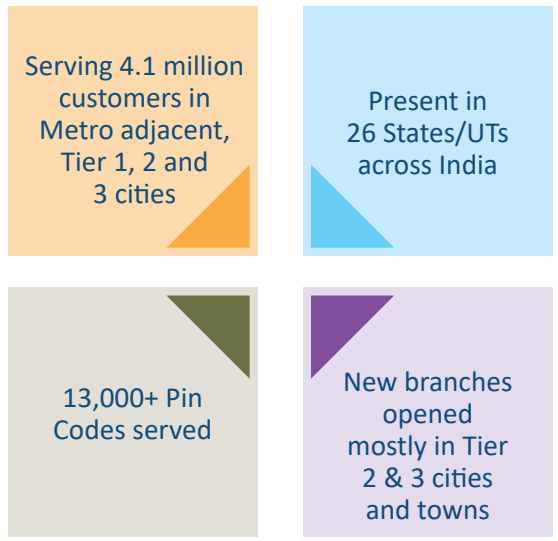 Serving 4.1 million
customers in
Metro adjacent,
Tier 1, 2 and
3 cities
Present in
26 States/UTs
across India
13,000+ Pin
Codes served
New branches
opened
mostly in Tier
2 & 3 cities
and towns